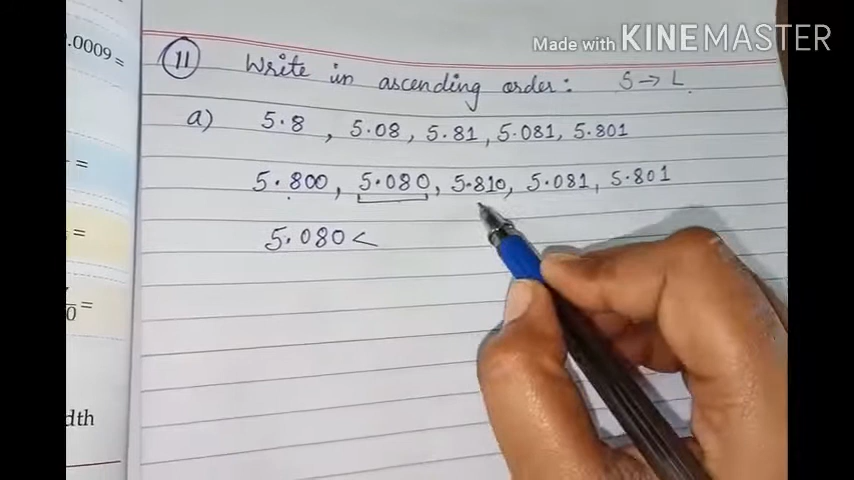 Made with KINEMASTER
.0009 =
11 Write in ascending order: S → L
a) 5.8, 5.08, 5.81, 5.081, 5.801
=
5.800, 5.080, 5.810, 5.081, 5.801
=
5.080 <
0 =
dth